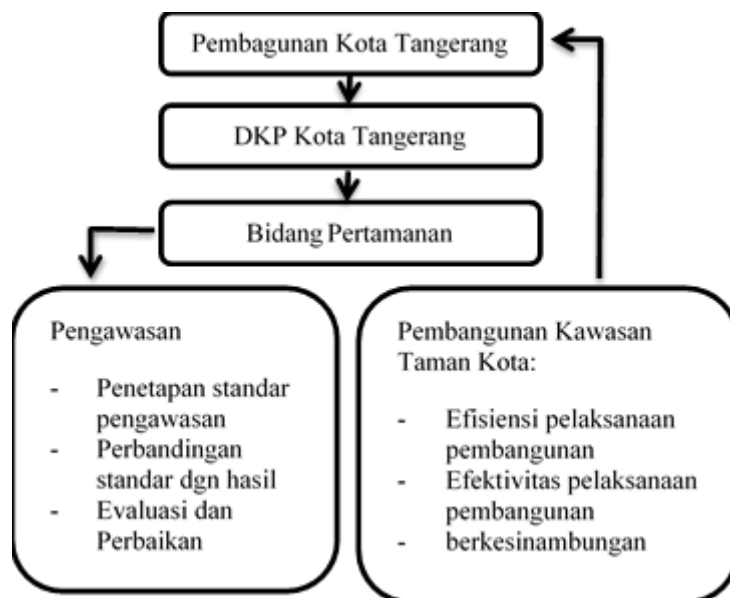 Pembagunan Kota Tangerang
DKP Kota Tangerang
Bidang Pertamanan
Pengawasan
- Penetapan standar
pengawasan
- Perbandingan
standar dgn hasil
- Evaluasi dan
Perbaikan
Pembangunan Kawasan
Taman Kota:
- Efisiensi pelaksanaan
pembangunan
- Efektivitas pelaksanaan
pembangunan
- berkesinambungan